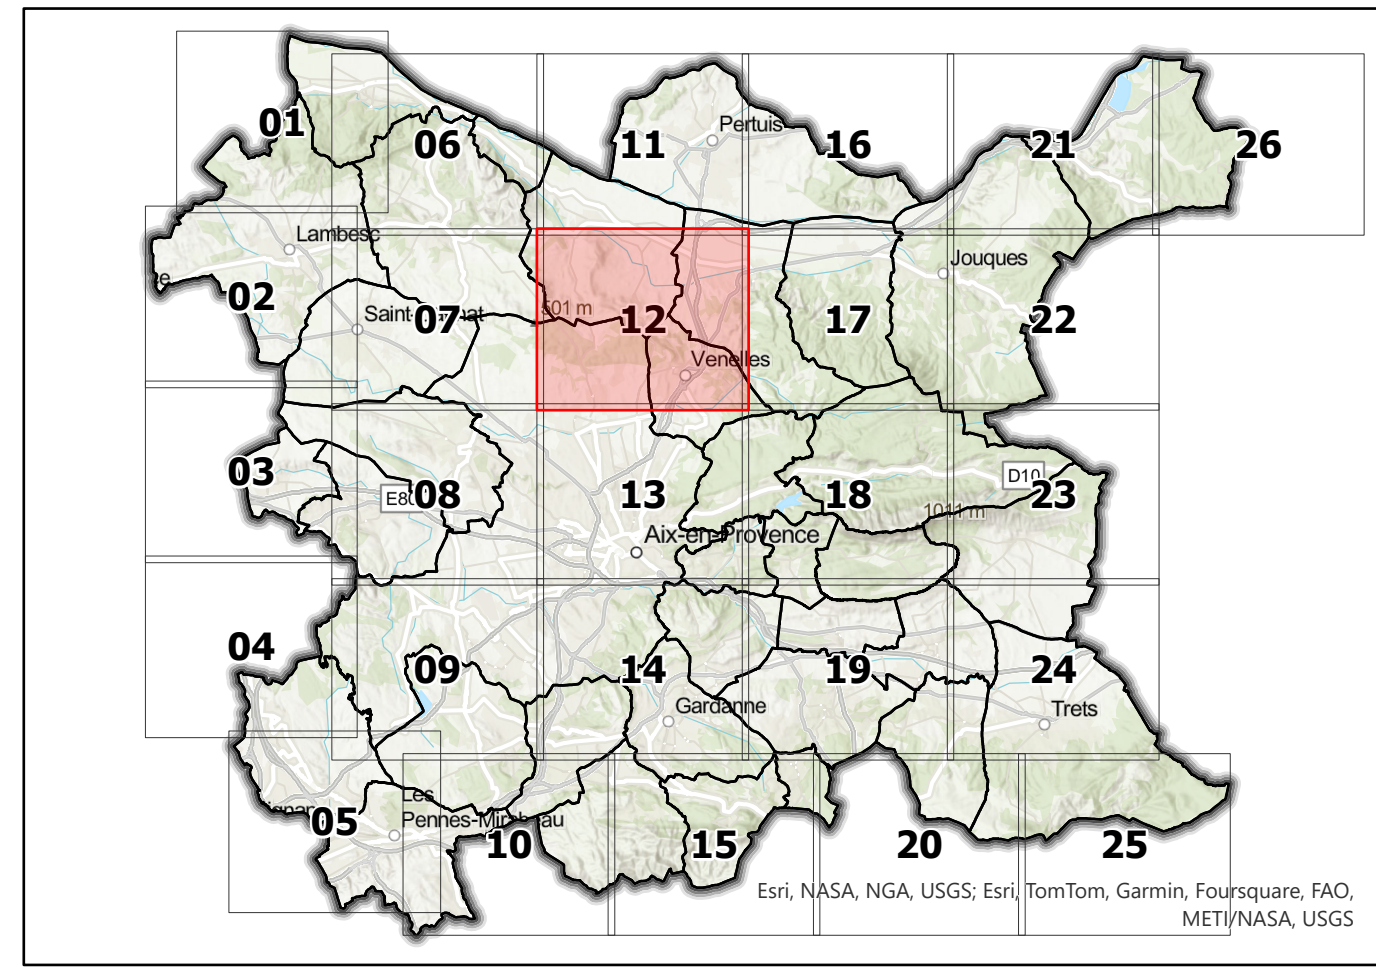 01
06
11
Pertuis
16
21
26
Lambesc
02
Saint-
07
501 m
12
Venelles
17
Jouques
22
03
E80
08
13
Aix-en-Provence
18
D10
1011 m
23
04
09
14
Gardanne
19
24
Trets
05
Les
Pennes-Mirabeau
10
15
20
25
Esri, NASA, NGA, USGS; Esri, TomTom, Garmin, Foursquare, FAO,
METI/NASA, USGS